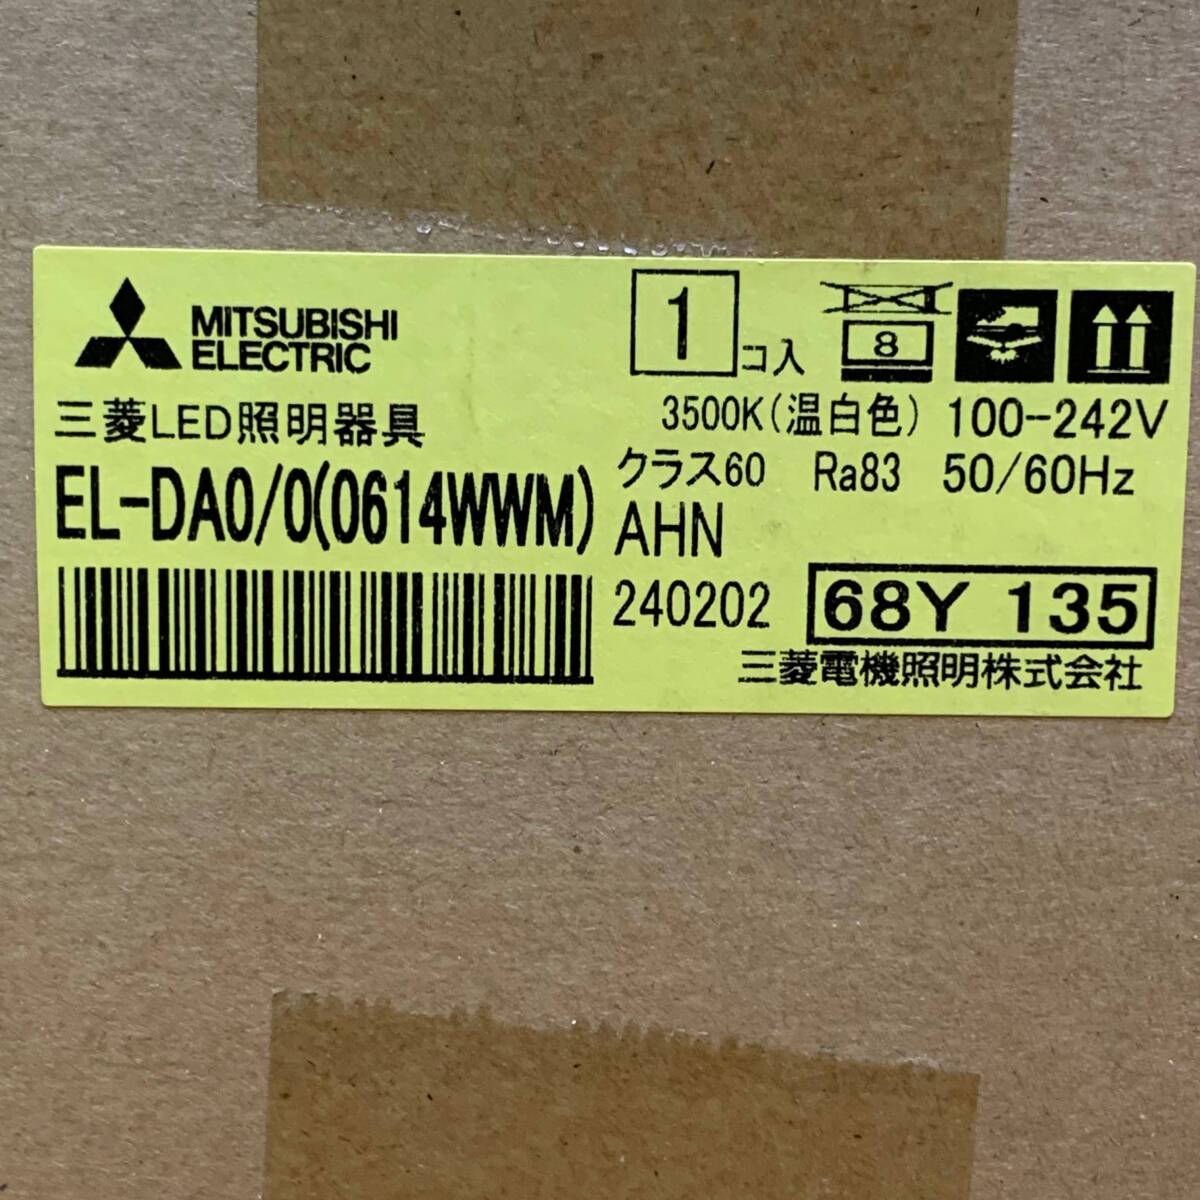 MITSUBISHI
ELECTRIC
1 コ入
8
三菱LED照明器具
3500K(温白色) 100-242V
EL-DA0/0(0614WWM)
クラス60 Ra83 50/60Hz
AHN
240202
68Y 135
三菱電機照明株式会社